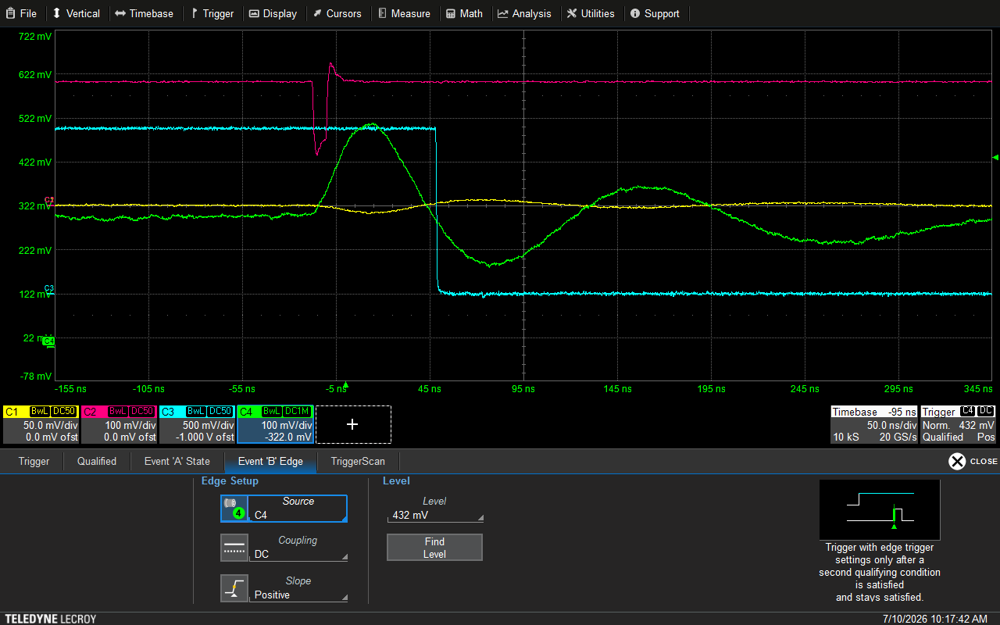 File Vertical Timebase Trigger Display Cursors Measure Math Analysis Utilities Support
722 mV
622 mV
522 mV
422 mV
C1
322 mV
222 mV
C3
122 mV
22 m
C4
-78 mV
-155 ns -105 ns -55 ns -5 ns 45 ns 95 ns 145 ns 195 ns 245 ns 295 ns 345 ns
C1 BwL DC50
50.0 mV/div
0.0 mV ofst
C2 BwL DC50
100 mV/div
0.0 mV ofst
C3 BwL DC50
500 mV/div
-1.000 V ofst
C4 BwL DC1M
100 mV/div
-322.0 mV
+
Timebase -95 ns
50.0 ns/div
10 kS 20 GS/s
Trigger C4 DC
Norm. 432 mV
Qualified Pos
Trigger Qualified Event 'A' State Event 'B' Edge TriggerScan CLOSE
Edge Setup
Source
4
C4
Coupling
DC
Slope
Positive
Level
Level
432 mV
Find
Level
Trigger with edge trigger
settings only after a
second qualifying condition
is satisfied
and stays satisfied.
TELEDYNE LECROY
7/10/2026 10:17:42 AM